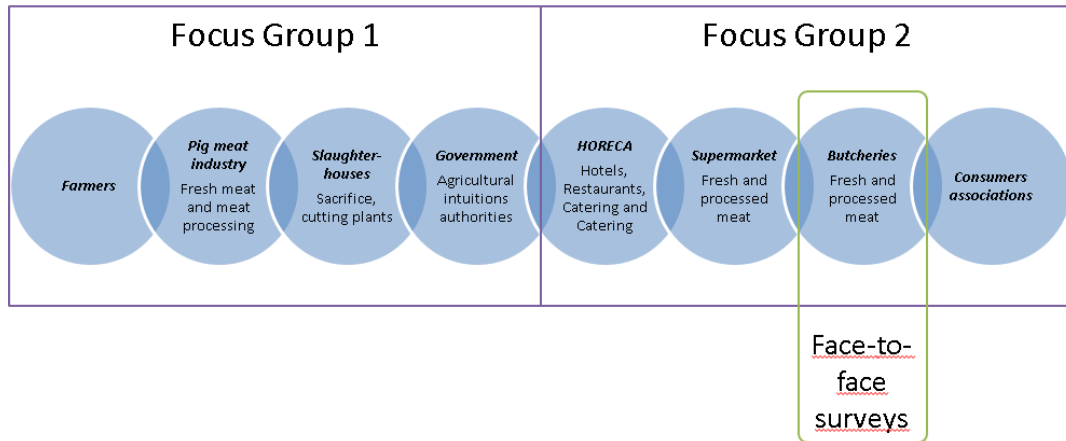 Focus Group 1
Focus Group 2
Farmers
Pig meat
industry
Fresh meat
and meat
processing
Slaughter-
houses
Sacrifice,
cutting plants
Government
Agricultural
intuitions
authorities
HORECA
Hotels,
Restaurants,
Catering and
Catering
Supermarket
Fresh and
processed
meat
Butcheries
Fresh and
processed
meat
Consumers
associations
Face-to-
face
surveys